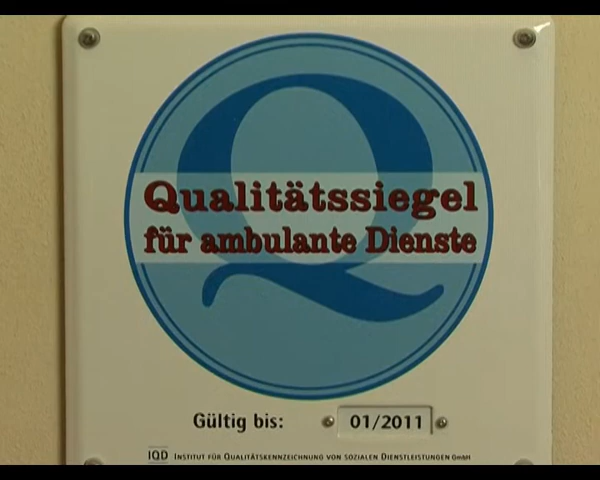 Q
Qualitätssiegel
für ambulante Dienste
Gültig bis: 01/2011
IQD INSTITUT FÜR QUALITÄTSKENNZEICHNUNG VON SOZIALEN DIENSTLEISTUNGEN GMBH